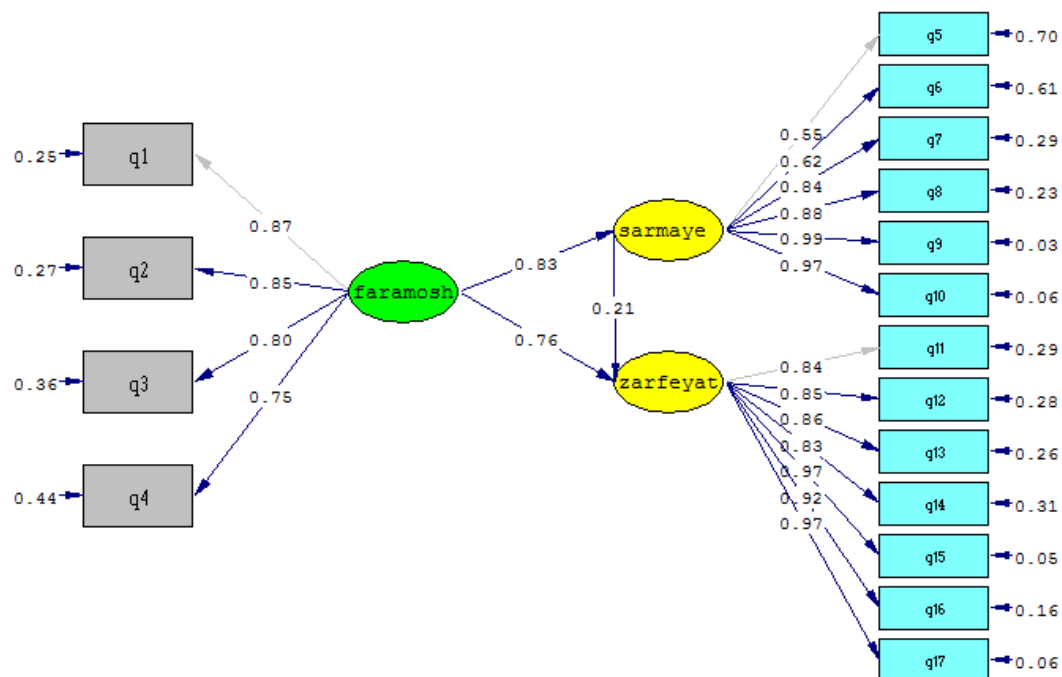 0.25
q1
0.27
q2
0.36
q3
0.44
q4
0.87
0.85
0.80
0.75
faramosh
0.83
0.76
sarmaye
0.21
zarfeyat
0.55
0.62
0.84
0.88
0.99
0.97
0.84
0.85
0.86
0.83
0.97
0.92
0.97
q5
0.70
q6
0.61
q7
0.29
q8
0.23
q9
0.03
q10
0.06
q11
0.29
q12
0.28
q13
0.26
q14
0.31
q15
0.05
q16
0.16
q17
0.06